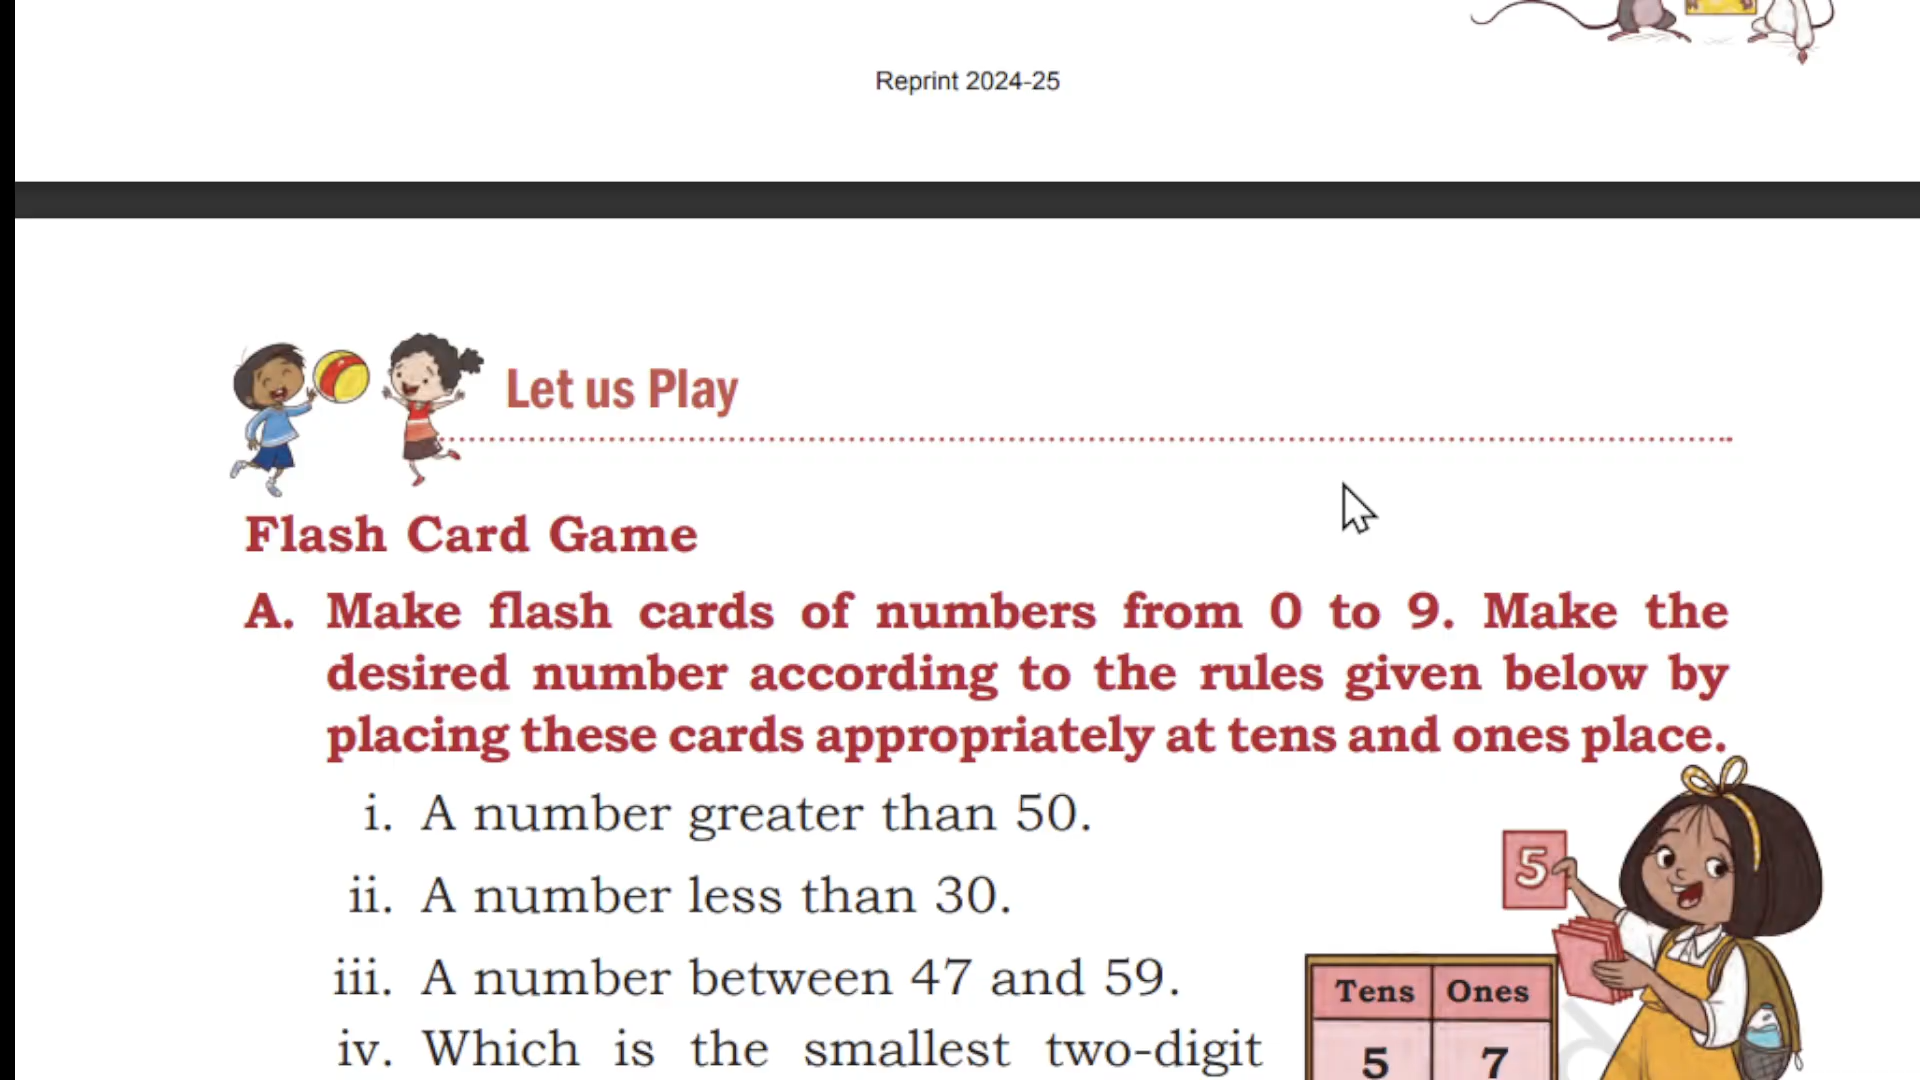 Reprint 2024-25
Let us Play
Flash Card Game
A. Make flash cards of numbers from 0 to 9. Make the
desired number according to the rules given below by
placing these cards appropriately at tens and ones place.
i. A number greater than 50.
ii. A number less than 30.
iii. A number between 47 and 59.
iv. Which is the smallest two-digit
5
Tens Ones
5 7